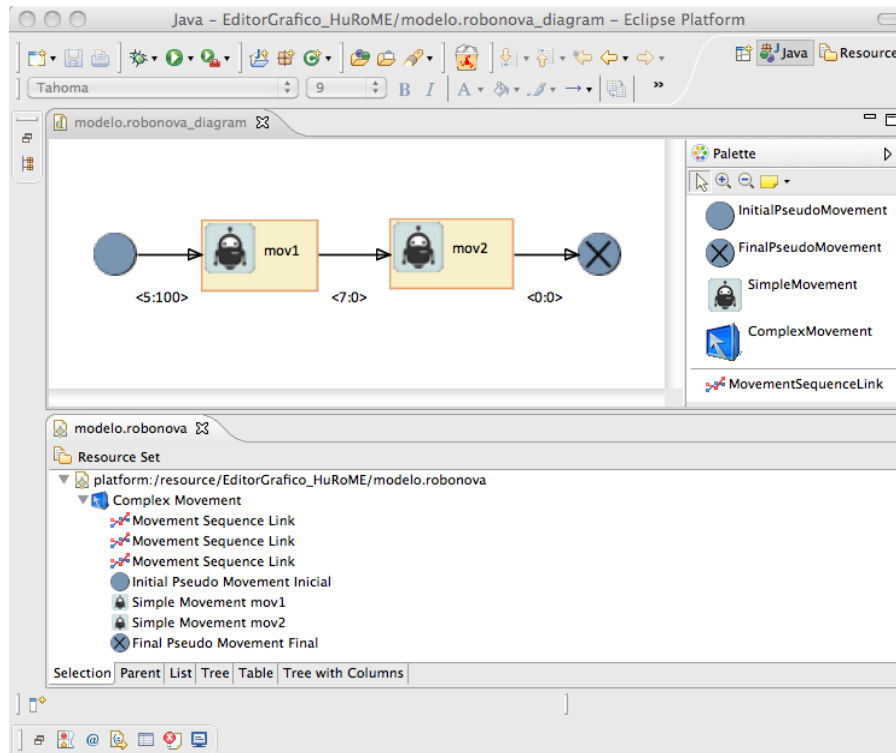 Java – EditorGrafico_HuRoME/modelo.robonova_diagram – Eclipse Platform
Java Resource
Tahoma 9 B I A »
modelo.robonova_diagram
Palette
InitialPseudoMovement
FinalPseudoMovement
SimpleMovement
ComplexMovement
MovementSequenceLink
mov1 mov2
<5:100> <7:0> <0:0>
modelo.robonova
Resource Set
platform:/resource/EditorGrafico_HuRoME/modelo.robonova
Complex Movement
Movement Sequence Link
Movement Sequence Link
Movement Sequence Link
Initial Pseudo Movement Inicial
Simple Movement mov1
Simple Movement mov2
Final Pseudo Movement Final
Selection Parent List Tree Table Tree with Columns
@